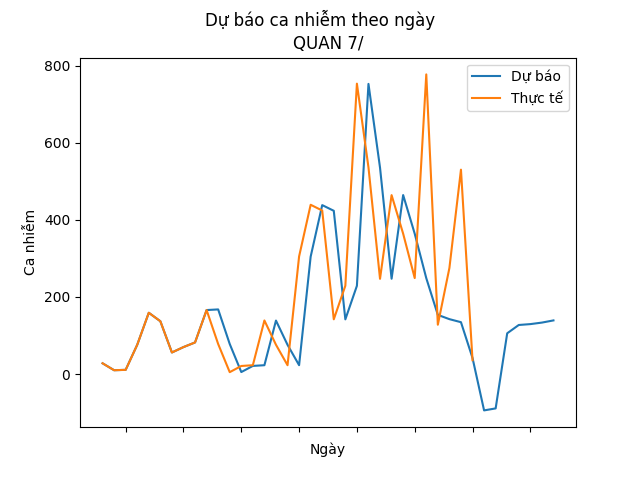 Dự báo ca nhiễm theo ngày
QUAN 7/
Dự báo
Thực tế
800
600
400
200
0
Ca nhiễm
Ngày